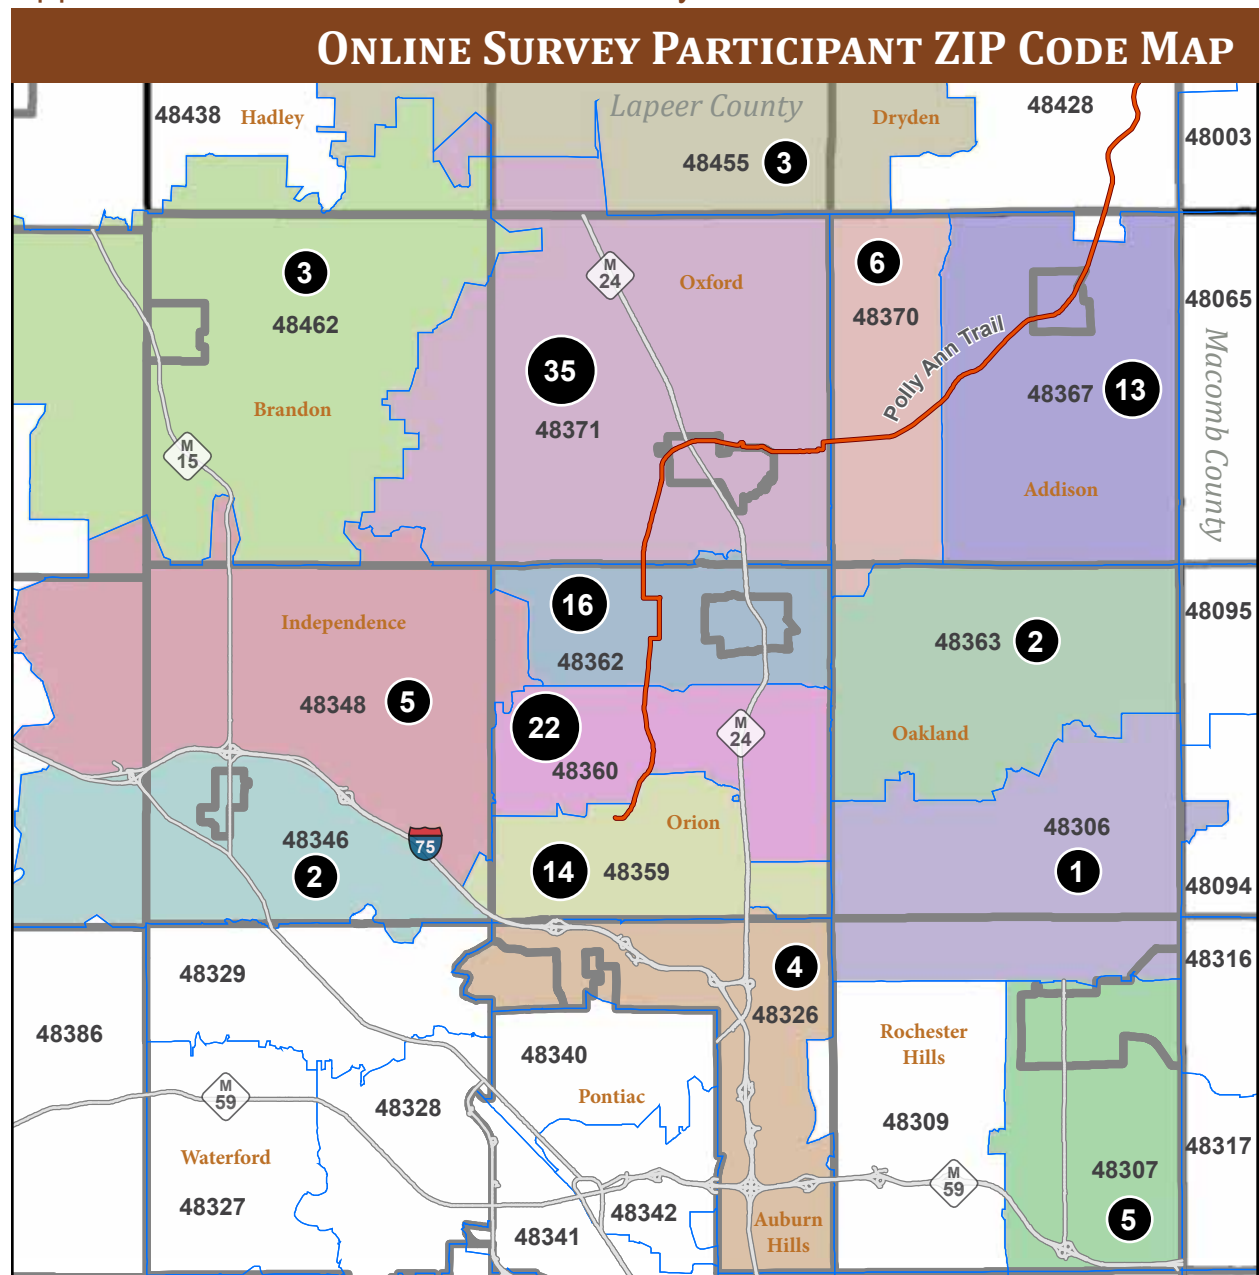 ONLINE SURVEY PARTICIPANT ZIP CODE MAP
48438
Hadley
Lapeer County
Dryden
48428
48455
3
48003
3
48462
M
24
Oxford
6
48370
48065
Macomb County
Polly Ann Trail
35
48371
48367
13
Brandon
M
15
Addison
16
48362
Independence
48095
48363
2
48348
5
22
48360
M
24
Oakland
48346
2
75
Orion
48306
1
14
48359
48094
48329
4
48326
48316
48386
48340
Rochester
Hills
Pontiac
M
59
48328
48309
48317
Waterford
48327
48307
5
M
59
48342
48341
Auburn
Hills